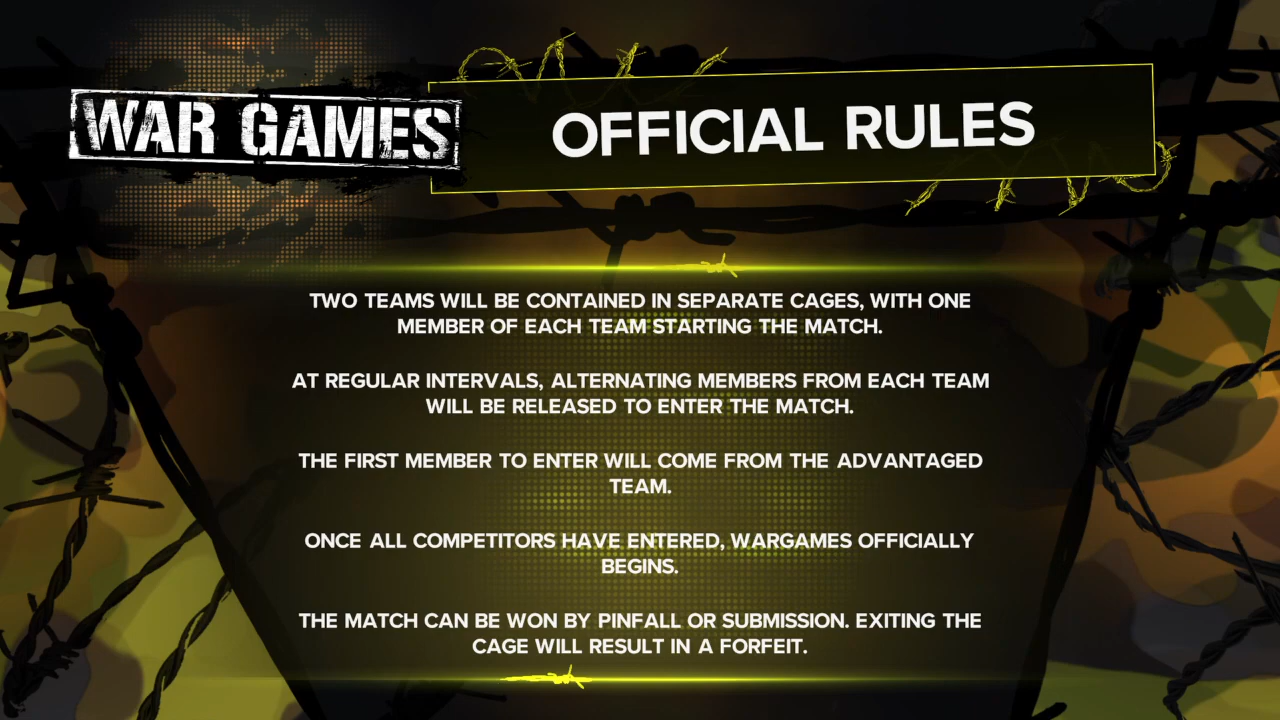 WAR GAMES
OFFICIAL RULES
TWO TEAMS WILL BE CONTAINED IN SEPARATE CAGES, WITH ONE
MEMBER OF EACH TEAM STARTING THE MATCH.
AT REGULAR INTERVALS, ALTERNATING MEMBERS FROM EACH TEAM
WILL BE RELEASED TO ENTER THE MATCH.
THE FIRST MEMBER TO ENTER WILL COME FROM THE ADVANTAGED
TEAM.
ONCE ALL COMPETITORS HAVE ENTERED, WARGAMES OFFICIALLY
BEGINS.
THE MATCH CAN BE WON BY PINFALL OR SUBMISSION. EXITING THE
CAGE WILL RESULT IN A FORFEIT.